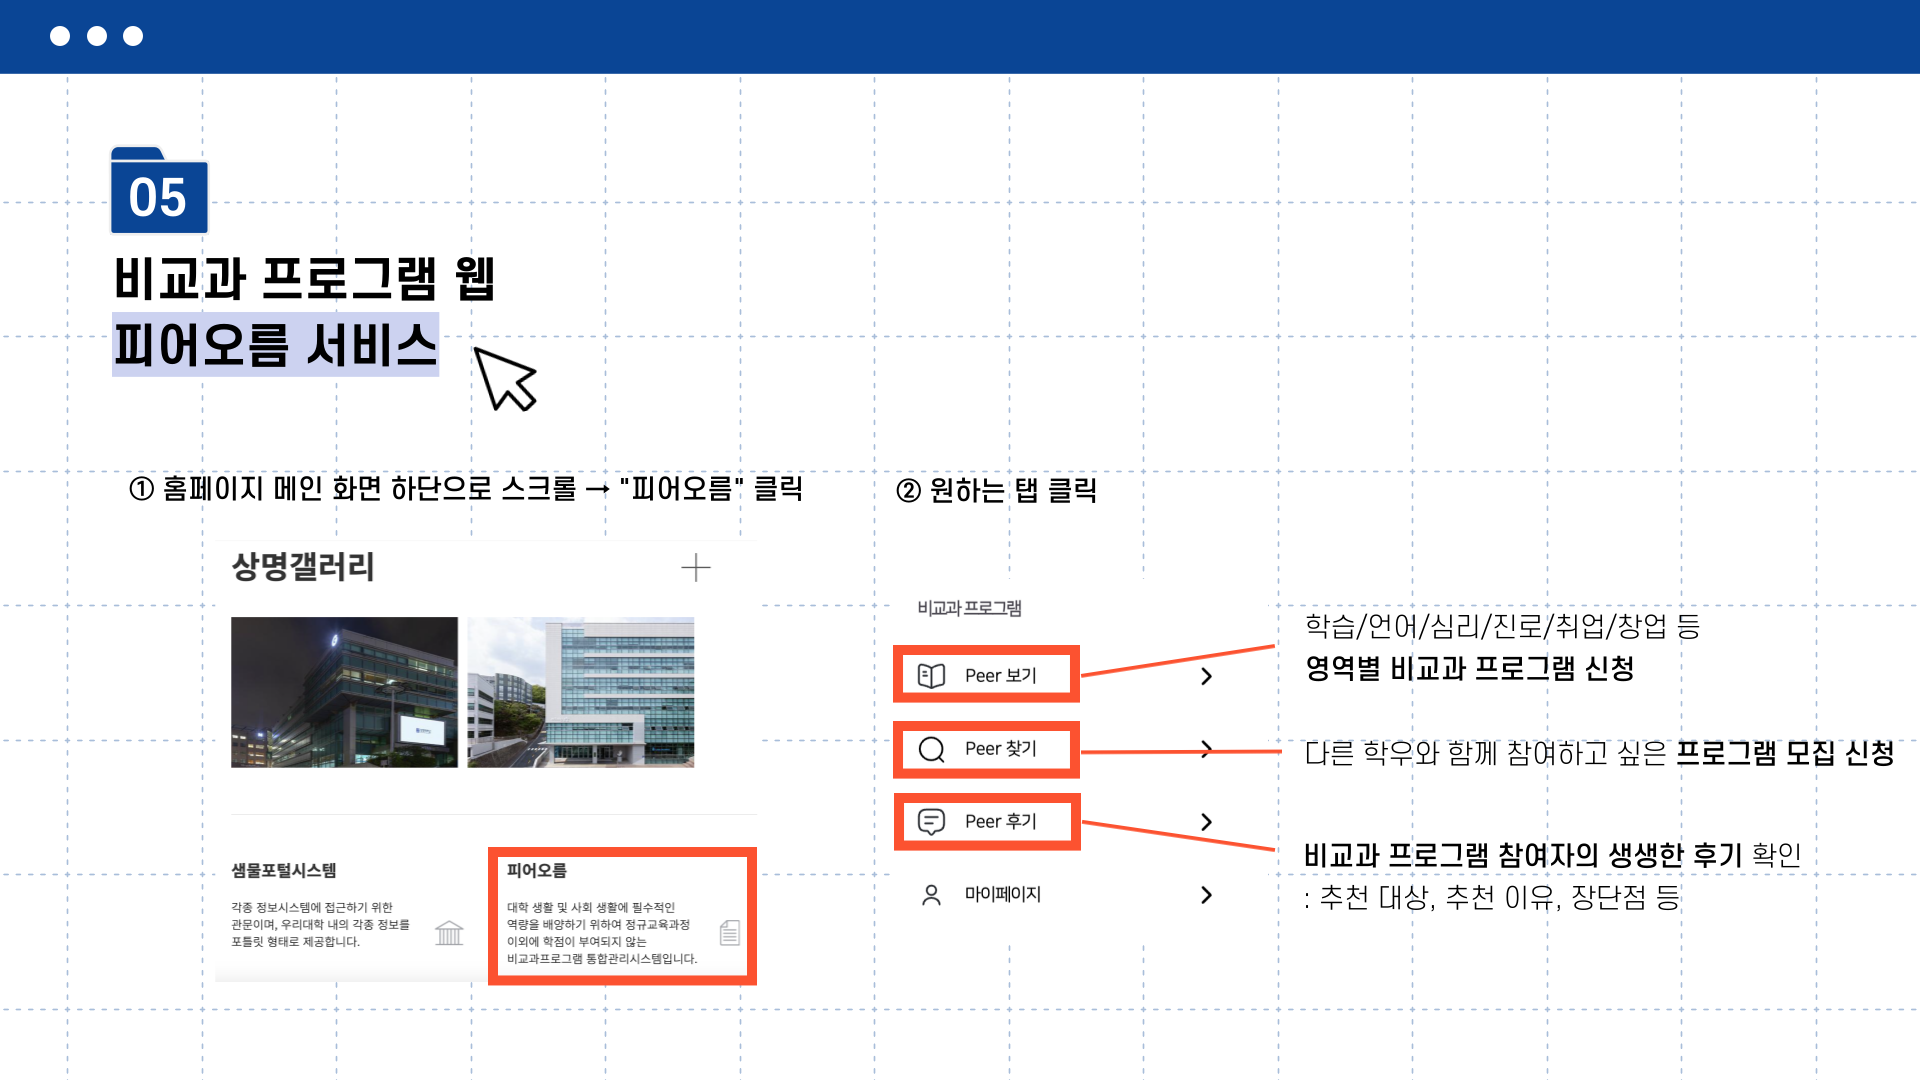 05
비교과 프로그램 웹
피어오름 서비스
① 홈페이지 메인 화면 하단으로 스크롤 → "피어오름" 클릭
상명갤러리
샘물포털시스템
각종 정보시스템에 접근하기 위한
관문이며, 우리대학 내의 각종 정보를
포틀릿 형태로 제공합니다.
피어오름
대학 생활 및 사회 생활에 필수적인
역량을 배양하기 위하여 정규교육과정
이외에 학점이 부여되지 않는
비교과프로그램 통합관리시스템입니다.
② 원하는 탭 클릭
비교과 프로그램
Peer 보기
Peer 찾기
Peer 후기
마이페이지
학습/언어/심리/진로/취업/창업 등
영역별 비교과 프로그램 신청
다른 학우와 함께 참여하고 싶은 프로그램 모집 신청
비교과 프로그램 참여자의 생생한 후기 확인
: 추천 대상, 추천 이유, 장단점 등